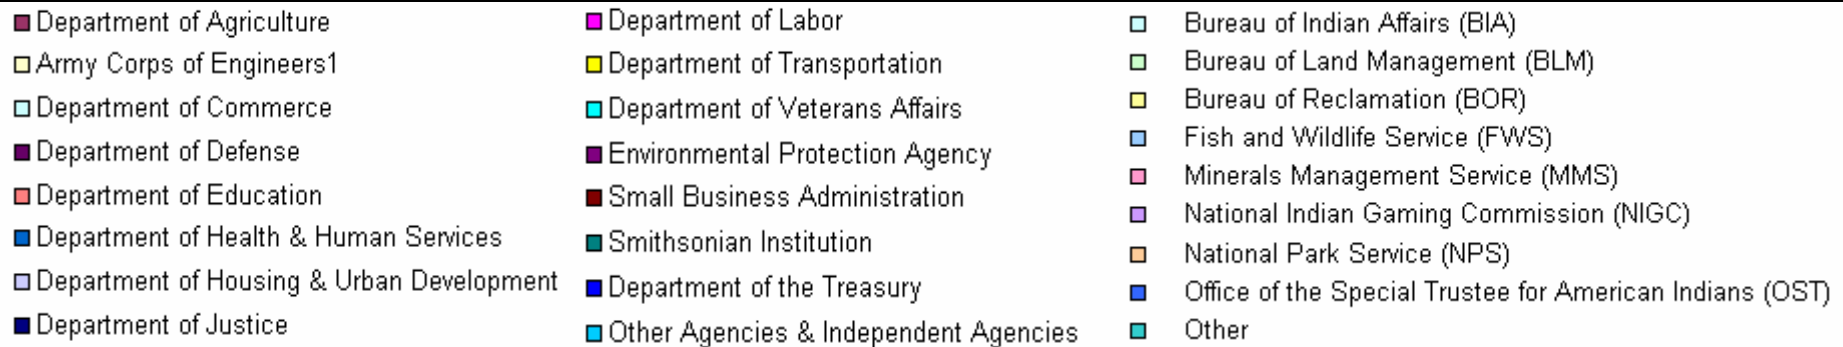 Department of Agriculture
Army Corps of Engineers1
Department of Commerce
Department of Defense
Department of Education
Department of Health & Human Services
Department of Housing & Urban Development
Department of Justice
Department of Labor
Department of Transportation
Department of Veterans Affairs
Environmental Protection Agency
Small Business Administration
Smithsonian Institution
Department of the Treasury
Other Agencies & Independent Agencies
Bureau of Indian Affairs (BIA)
Bureau of Land Management (BLM)
Bureau of Reclamation (BOR)
Fish and Wildlife Service (FWS)
Minerals Management Service (MMS)
National Indian Gaming Commission (NIGC)
National Park Service (NPS)
Office of the Special Trustee for American Indians (OST)
Other